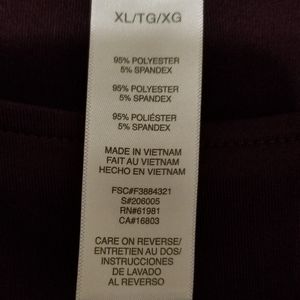 XL/TG/XG
95% POLYESTER
5% SPANDEX
95% POLYESTER
5% SPANDEX
95% POLIÉSTER
5% SPANDEX
MADE IN VIETNAM
FAIT AU VIETNAM
HECHO EN VIETNAM
FSC#F3884321
S#206005
RN#61981
CA#16803
CARE ON REVERSE/
ENTRETIEN AU DOS/
INSTRUCCIONES
DE LAVADO
AL REVERSO